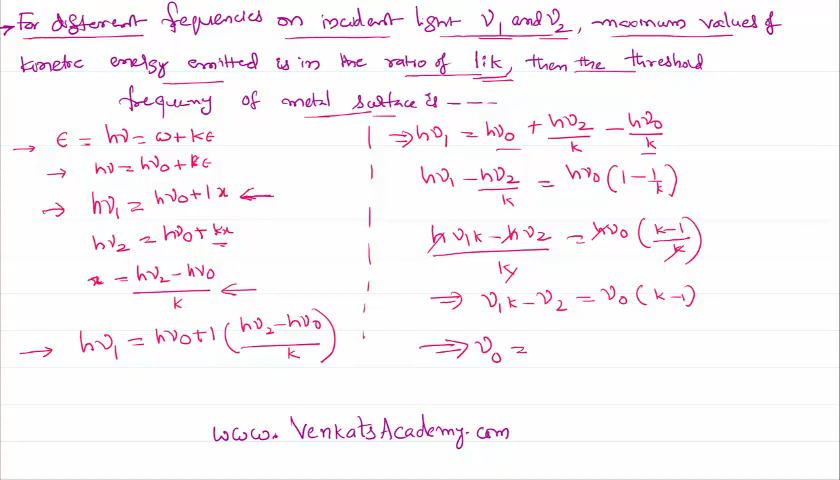 → For different frequencies on incident light ν₁ and ν₂, maximum values of
kinetic energy emitted is in the ratio of 1:k, then the threshold
frequency of metal surface is ----
→ ε = hν = ω + KE
→ hν = hν₀ + KE
→ hν₁ = hν₀ + 1x ←
hν₂ = hν₀ + kx
x = (hν₂ - hν₀)/k ←
→ hν₁ = hν₀ + 1((hν₂ - hν₀)/k)
⇒ hν₁ = hν₀ + hν₂/k - hν₀/k
hν₁ - hν₂/k = hν₀(1 - 1/k)
(hν₁k - hν₂)/k = hν₀((k-1)/k)
⇒ ν₁k - ν₂ = ν₀(k-1)
⇒ ν₀ =
www.VenkatsAcademy.com